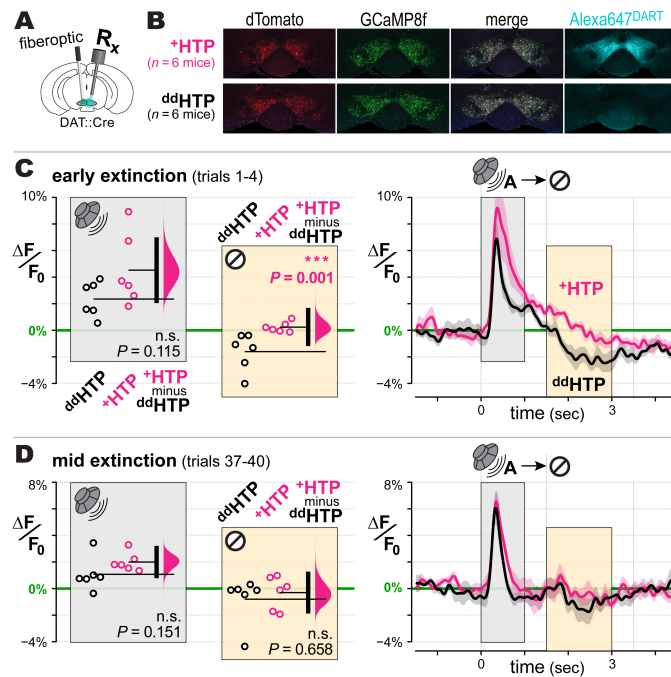 A
fiberoptic
Rx
DAT::Cre
B
dTomato
GCaMP8f
merge
Alexa647DART
+HTP
(n = 6 mice)
ddHTP
(n = 6 mice)
C
early extinction (trials 1-4)
10%
ΔF/F0
0%
−4%
n.s.
P = 0.115
ddHTP
+HTP
+HTP
minus
ddHTP
ddHTP
+HTP
+HTP
minus
ddHTP
***
P = 0.001
A
10%
ΔF/F0
0%
−4%
+HTP
ddHTP
0
3
time (sec)
D
mid extinction (trials 37-40)
8%
ΔF/F0
0%
−4%
n.s.
P = 0.151
ddHTP
+HTP
+HTP
minus
ddHTP
n.s.
P = 0.658
A
8%
ΔF/F0
0%
−4%
0
3
time (sec)